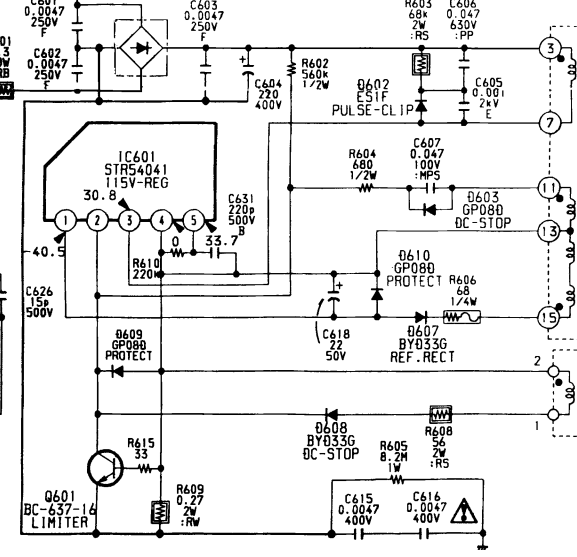 0.0047
250V
F
C602
0.0047
250V
F
01
3
RB
C603
0.0047
250V
F
C604
220
400V
R602
560k
1/2W
R603
68k
2W
:RS
C606
0.047
630V
:PP
D602
ES1F
PULSE-CLIP
C605
0.001
2kV
E
3
7
IC601
STR54041
115V-REG
30.8
1
2
3
4
5
C631
220p
500V
B
R604
680
1/2W
C607
0.047
100V
:MPS
D603
GP08D
DC-STOP
11
13
-40.5
0
33.7
R610
220k
C626
15p
500V
D610
GP08D
PROTECT
R606
68
1/4W
C618
22
50V
D607
BYD33G
REF.RECT
15
D609
GP08D
PROTECT
2
D608
BYD33G
DC-STOP
R608
56
2W
:RS
1
R615
33
R605
8.2M
1W
Q601
BC-637-16
LIMITER
R609
0.27
2W
:RW
C615
0.0047
400V
C616
0.0047
400V